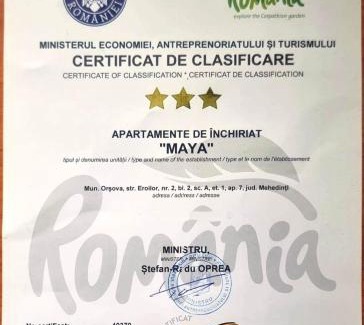 ROMÂNIEI
România
explore the Carpathian garden
MINISTERUL ECONOMIEI, ANTREPRENORIATULUI ȘI TURISMULUI
CERTIFICAT DE CLASIFICARE
CERTIFICATE OF CLASSIFICATION * CERTIFICAT DE CLASSIFICATION
APARTAMENTE DE ÎNCHIRIAT
"MAYA"
tipul și denumirea unității / type and name of the establishment / type et le nom de l'établissement
Mun. Orșova, str. Eroilor, nr. 2, bl. 2, sc. A, et. 1, ap. 7, jud. Mehedinți
adresa / address / adresse
România
MINISTRU,
MINISTER MINISTRE
Ștefan-Radu OPREA